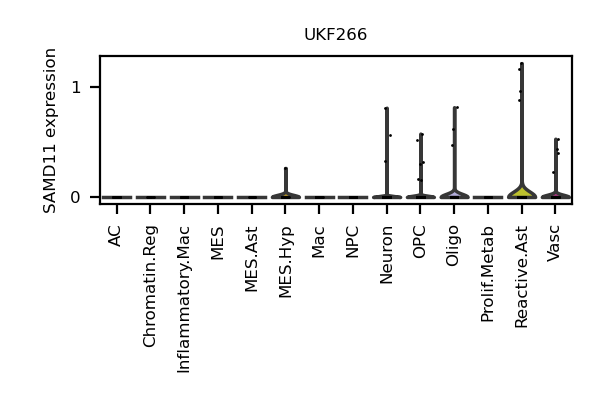 UKF266
SAMD11 expression
1
0
AC
Chromatin.Reg
Inflammatory.Mac
MES
MES.Ast
MES.Hyp
Mac
NPC
Neuron
OPC
Oligo
Prolif.Metab
Reactive.Ast
Vasc